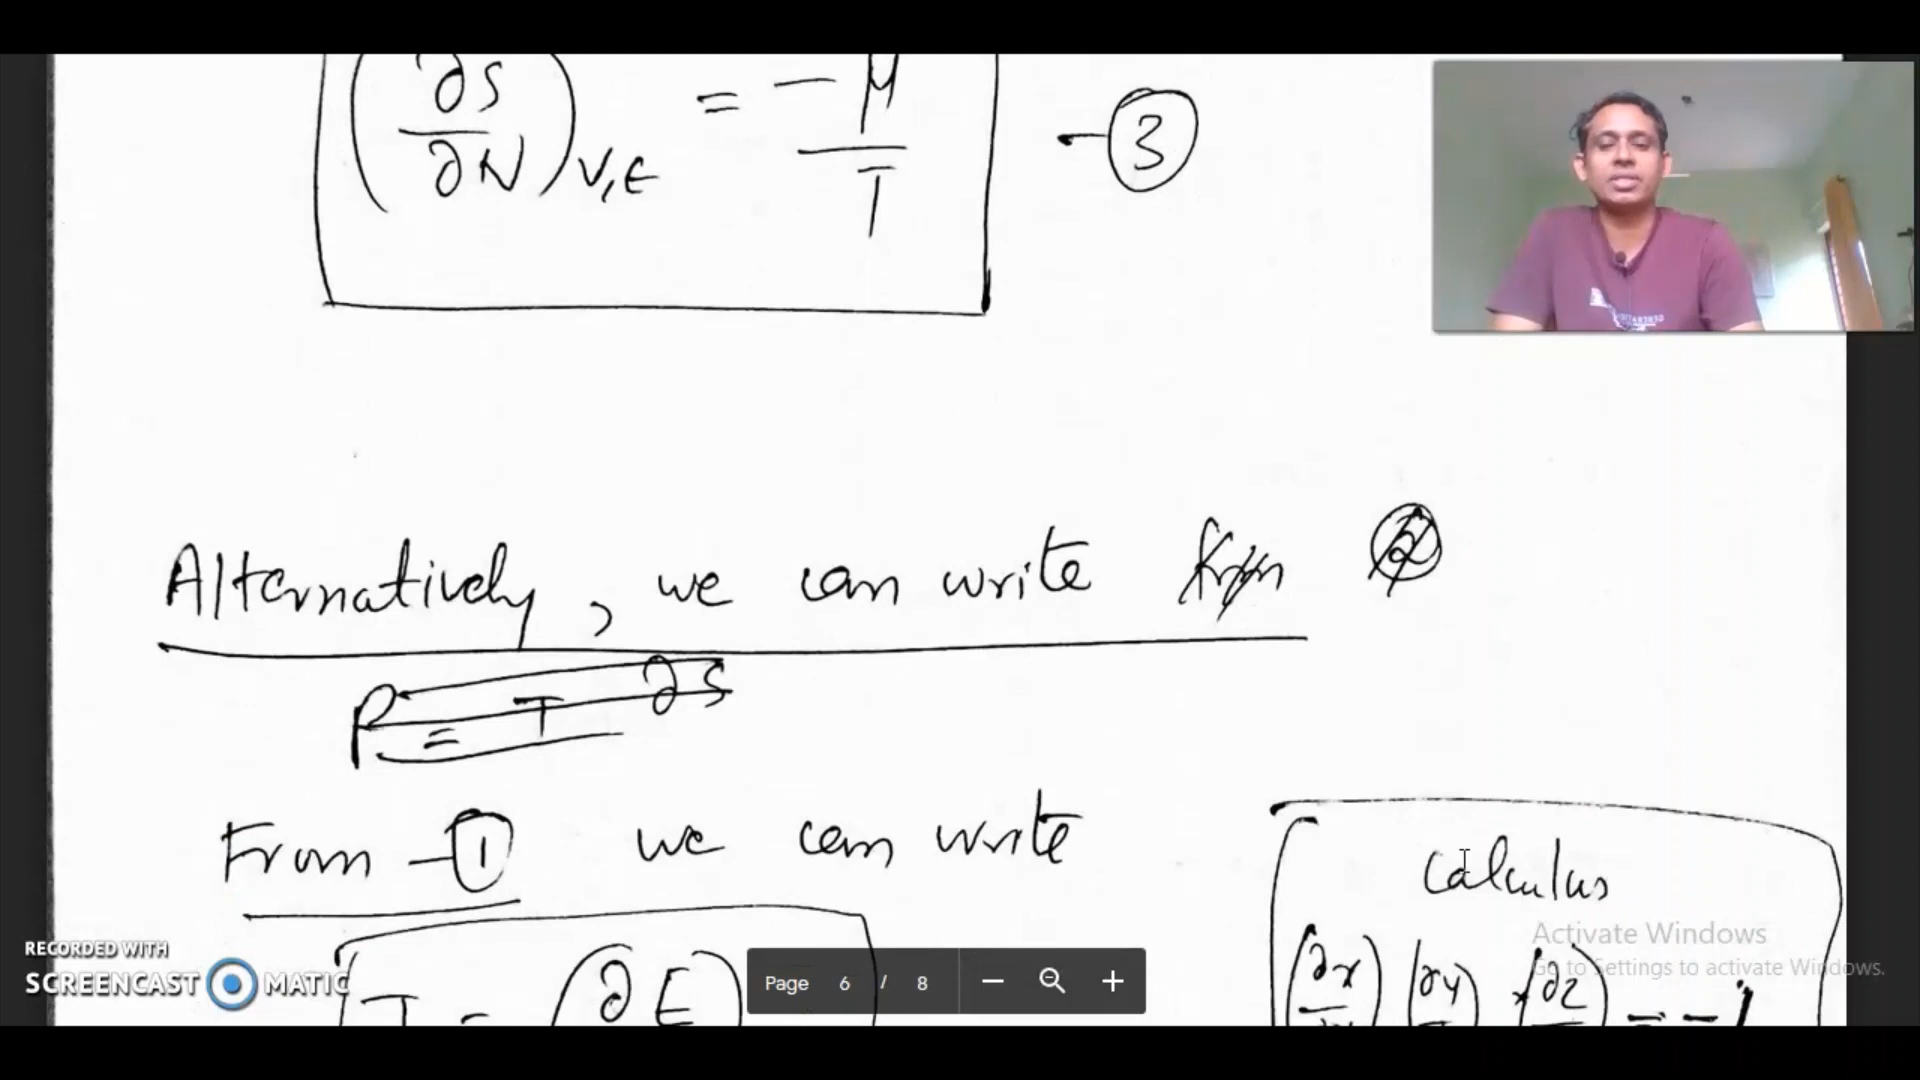 (∂S/∂N)V,E = -μ/T - ③
Alternatively, we can write from ②
P = T ∂S
From - ① we can write
Calculus
T = (∂E
(∂x (∂y (∂z = -1
Activate Windows
Go to Settings to activate Windows.
RECORDED WITH
SCREENCAST MATIC
Page 6 / 8